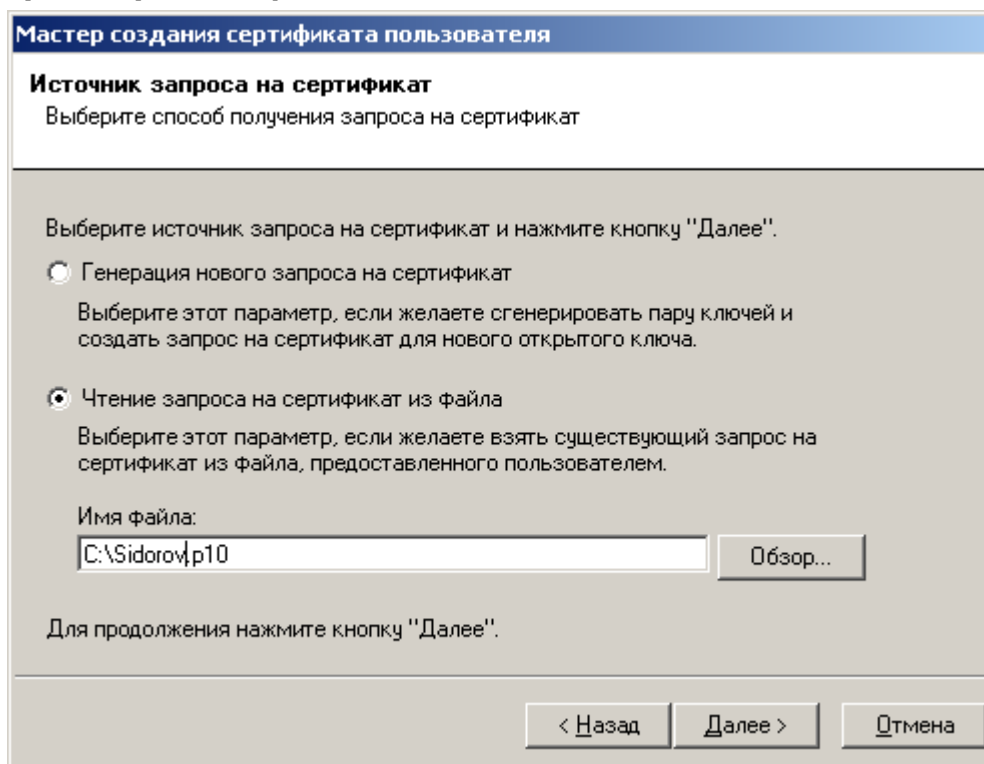 Мастер создания сертификата пользователя
Источник запроса на сертификат
Выберите способ получения запроса на сертификат
Выберите источник запроса на сертификат и нажмите кнопку "Далее".
Генерация нового запроса на сертификат
Выберите этот параметр, если желаете сгенерировать пару ключей и
создать запрос на сертификат для нового открытого ключа.
Чтение запроса на сертификат из файла
Выберите этот параметр, если желаете взять существующий запрос на
сертификат из файла, предоставленного пользователем.
Имя файла:
C:\Sidorov.p10
Обзор...
Для продолжения нажмите кнопку "Далее".
< Назад
Далее >
Отмена